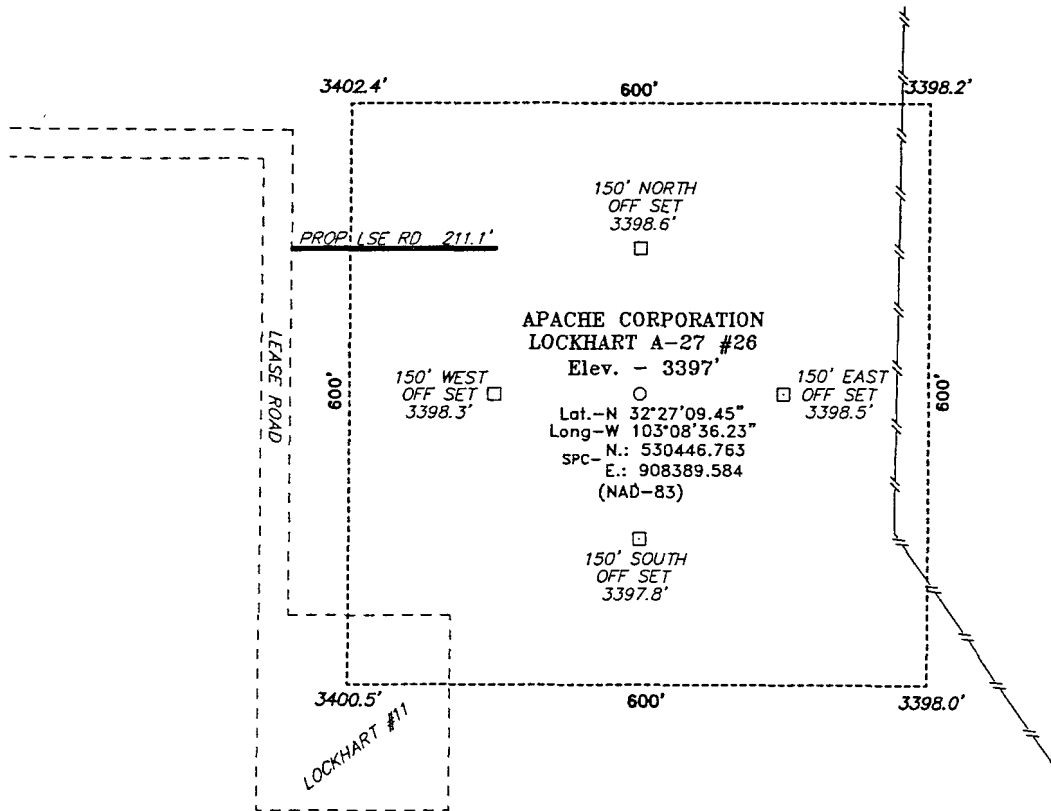 3402.4'
600'
3398.2'
150' NORTH
OFF SET
3398.6'
PROP LSE RD 211.1'
LEASE ROAD
600'
APACHE CORPORATION
LOCKHART A-27 #26
Elev. - 3397'
150' WEST
OFF SET
3398.3'
150' EAST
OFF SET
3398.5'
600'
Lat.-N 32°27'09.45"
Long-W 103°08'36.23"
SPC- N.: 530446.763
E.: 908389.584
(NAD-83)
150' SOUTH
OFF SET
3397.8'
3400.5'
600'
3398.0'
LOCKHART #11